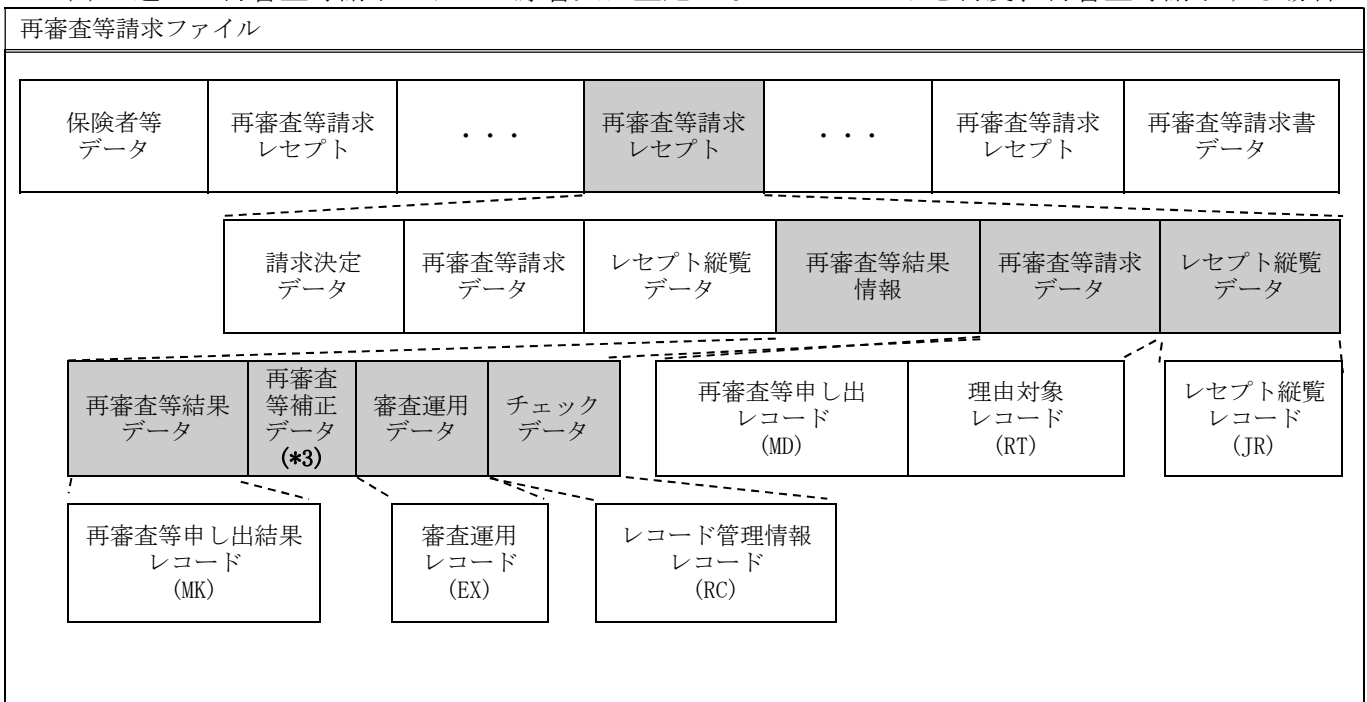 再審査等請求ファイル
保険者等
データ
再審査等請求
レセプト
・・・
再審査等請求
レセプト
・・・
再審査等請求
レセプト
再審査等請求書
データ
請求決定
データ
再審査等請求
データ
レセプト縦覧
データ
再審査等結果
情報
再審査等請求
データ
レセプト縦覧
データ
再審査等結果
データ
再審査
等補正
データ
(*3)
審査運用
データ
チェック
データ
再審査等申し出
レコード
(MD)
理由対象
レコード
(RT)
レセプト縦覧
レコード
(JR)
再審査等申し出結果
レコード
(MK)
審査運用
レコード
(EX)
レコード管理情報
レコード
(RC)